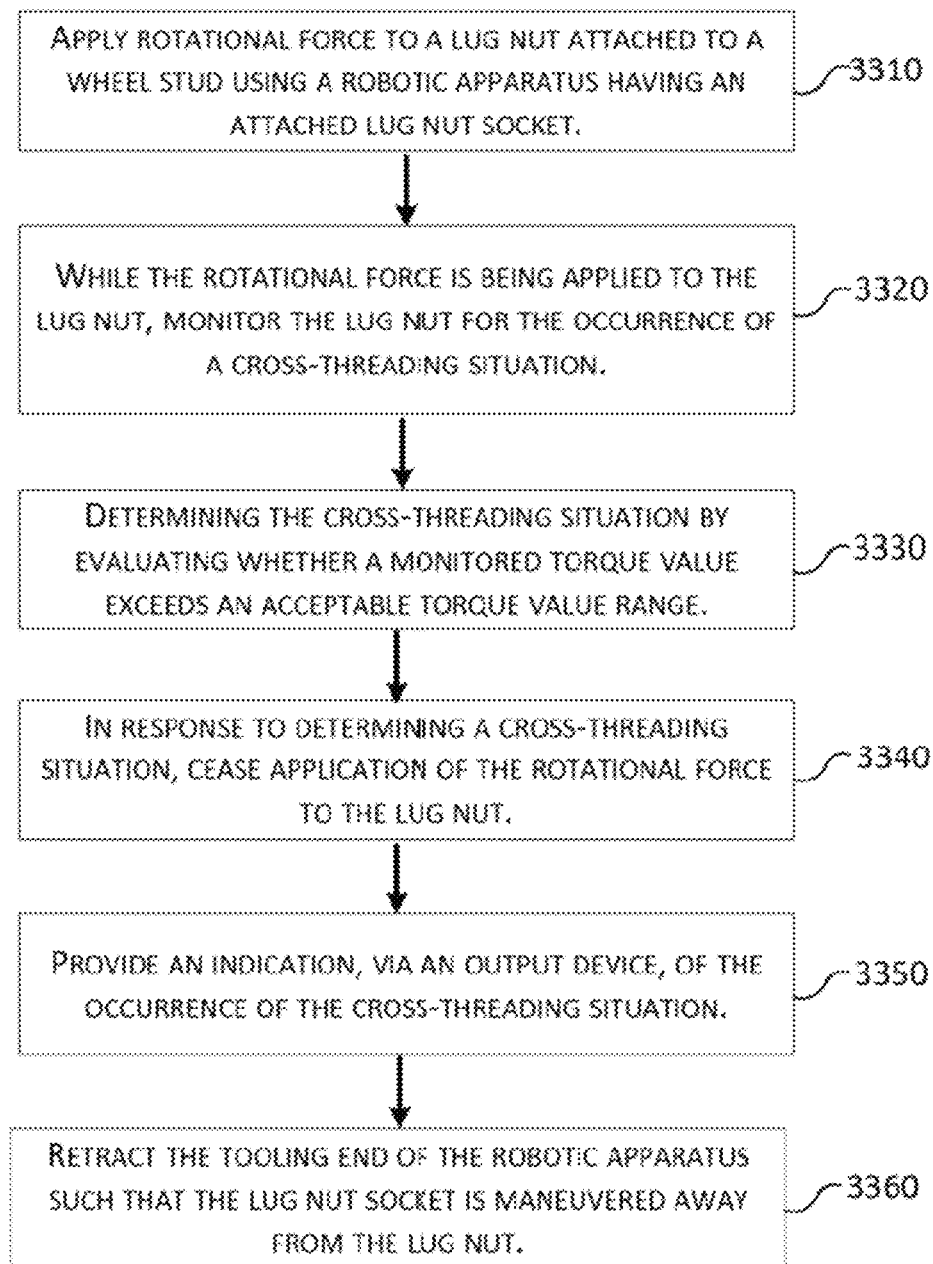 APPLY ROTATIONAL FORCE TO A LUG NUT ATTACHED TO A
WHEEL STUD USING A ROBOTIC APPARATUS HAVING AN
ATTACHED LUG NUT SOCKET.
3310
WHILE THE ROTATIONAL FORCE IS BEING APPLIED TO THE
LUG NUT, MONITOR THE LUG NUT FOR THE OCCURRENCE OF
A CROSS-THREADING SITUATION.
3320
DETERMINING THE CROSS-THREADING SITUATION BY
EVALUATING WHETHER A MONITORED TORQUE VALUE
EXCEEDS AN ACCEPTABLE TORQUE VALUE RANGE.
3330
IN RESPONSE TO DETERMINING A CROSS-THREADING
SITUATION, CEASE APPLICATION OF THE ROTATIONAL FORCE
TO THE LUG NUT.
3340
PROVIDE AN INDICATION, VIA AN OUTPUT DEVICE, OF THE
OCCURRENCE OF THE CROSS-THREADING SITUATION.
3350
RETRACT THE TOOLING END OF THE ROBOTIC APPARATUS
SUCH THAT THE LUG NUT SOCKET IS MANEUVERED AWAY
FROM THE LUG NUT.
3360